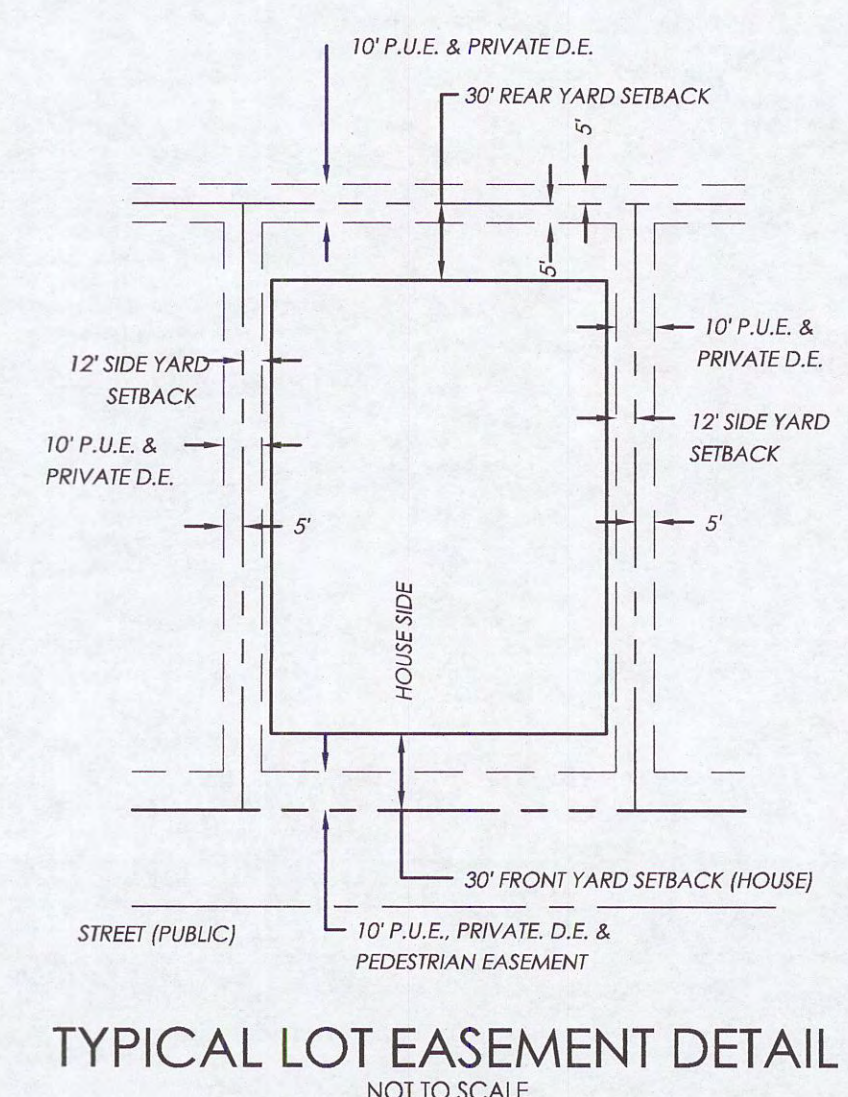 10' P.U.E. & PRIVATE D.E.
30' REAR YARD SETBACK
5'
5'
10' P.U.E. &
PRIVATE D.E.
12' SIDE YARD
SETBACK
12' SIDE YARD
SETBACK
10' P.U.E. &
PRIVATE D.E.
5'
5'
HOUSE SIDE
30' FRONT YARD SETBACK (HOUSE)
STREET (PUBLIC)
10' P.U.E., PRIVATE. D.E. &
PEDESTRIAN EASEMENT
TYPICAL LOT EASEMENT DETAIL
NOT TO SCALE